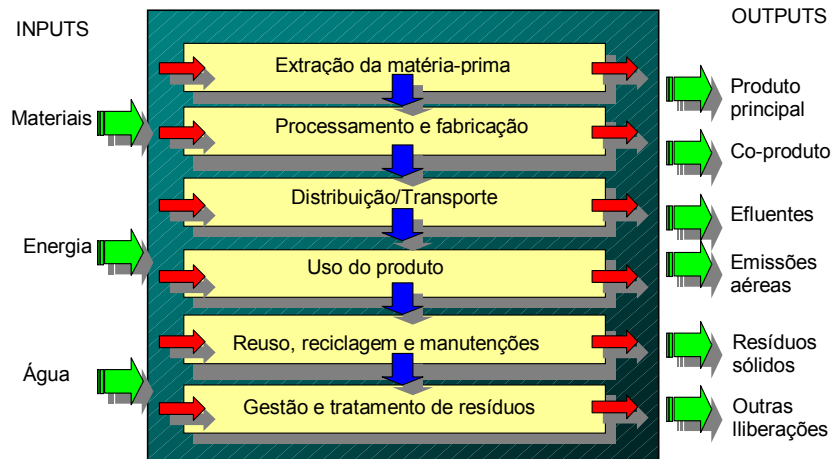 INPUTS
OUTPUTS
Extração da matéria-prima
Produto
principal
Materiais
Processamento e fabricação
Co-produto
Distribuição/Transporte
Efluentes
Energia
Uso do produto
Emissões
aéreas
Reuso, reciclagem e manutenções
Resíduos
sólidos
Água
Gestão e tratamento de resíduos
Outras
lliberações